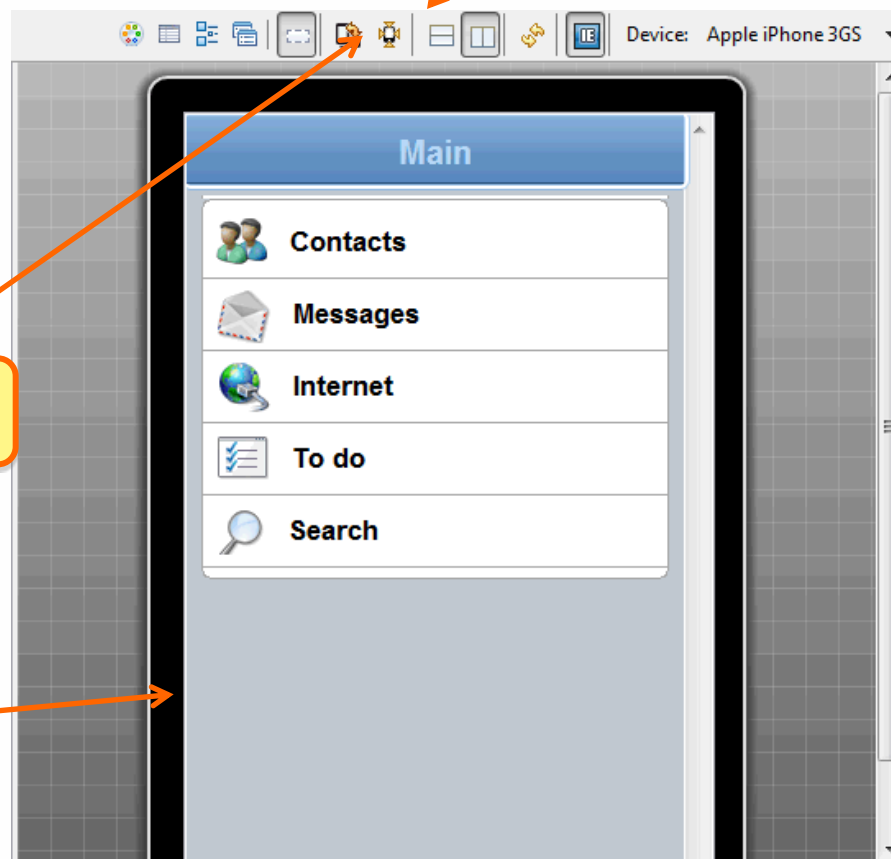 Device: Apple iPhone 3GS
Main
Contacts
Messages
Internet
To do
Search